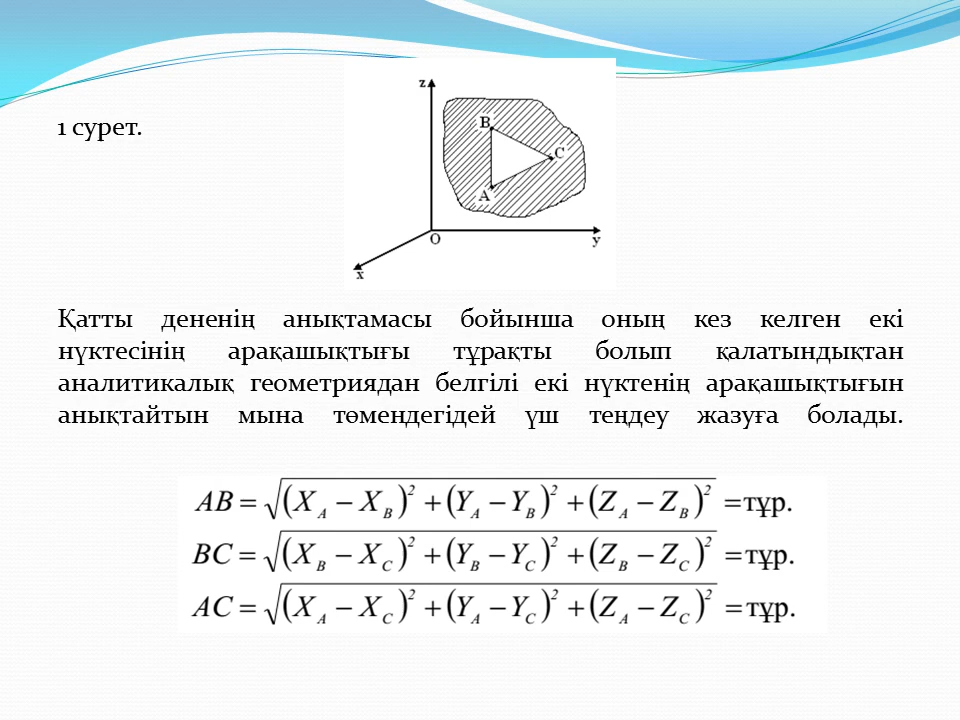 z
1 сурет.
B
C
A
O
y
x
Қатты дененің анықтамасы бойынша оның кез келген екі
нүктесінің арақашықтығы тұрақты болып қалатындықтан
аналитикалық геометриядан белгілі екі нүктенің арақашықтығын
анықтайтын мына төмендегідей үш теңдеу жазуға болады.
AB = √((X_A − X_B)² + (Y_A − Y_B)² + (Z_A − Z_B)²) = тұр.
BC = √((X_B − X_C)² + (Y_B − Y_C)² + (Z_B − Z_C)²) = тұр.
AC = √((X_A − X_C)² + (Y_A − Y_C)² + (Z_A − Z_C)²) = тұр.